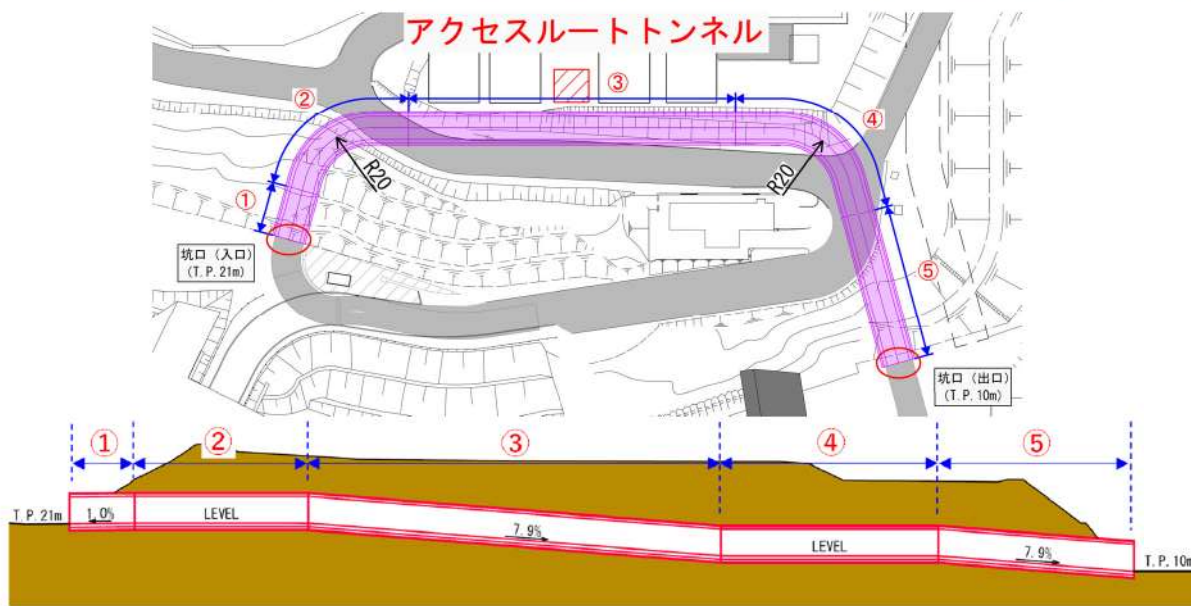 アクセスルートトンネル
③
②
④
R20
R20
①
坑口（入口）
(T.P.21m)
⑤
坑口（出口）
(T.P.10m)
① ② ③ ④ ⑤
T.P.21m
1.0%
LEVEL
7.9%
LEVEL
7.9%
T.P.10m